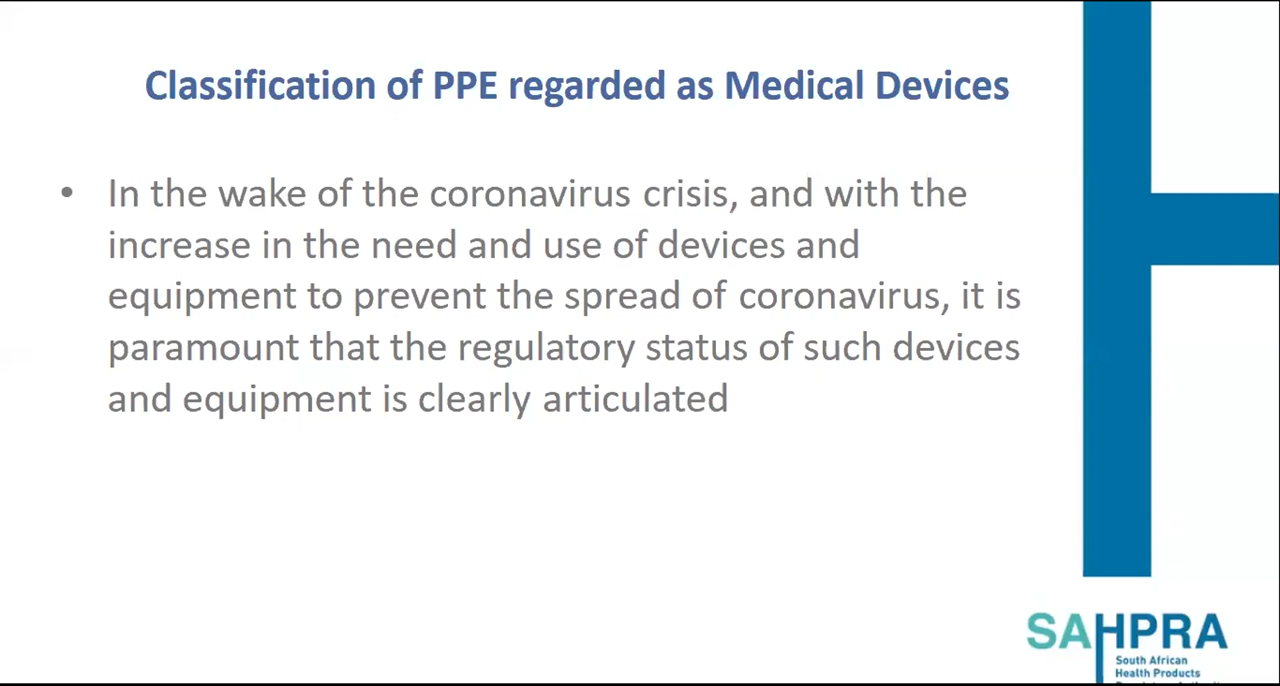 Classification of PPE regarded as Medical Devices
• In the wake of the coronavirus crisis, and with the
increase in the need and use of devices and
equipment to prevent the spread of coronavirus, it is
paramount that the regulatory status of such devices
and equipment is clearly articulated
SAHPRA
South African
Health Products